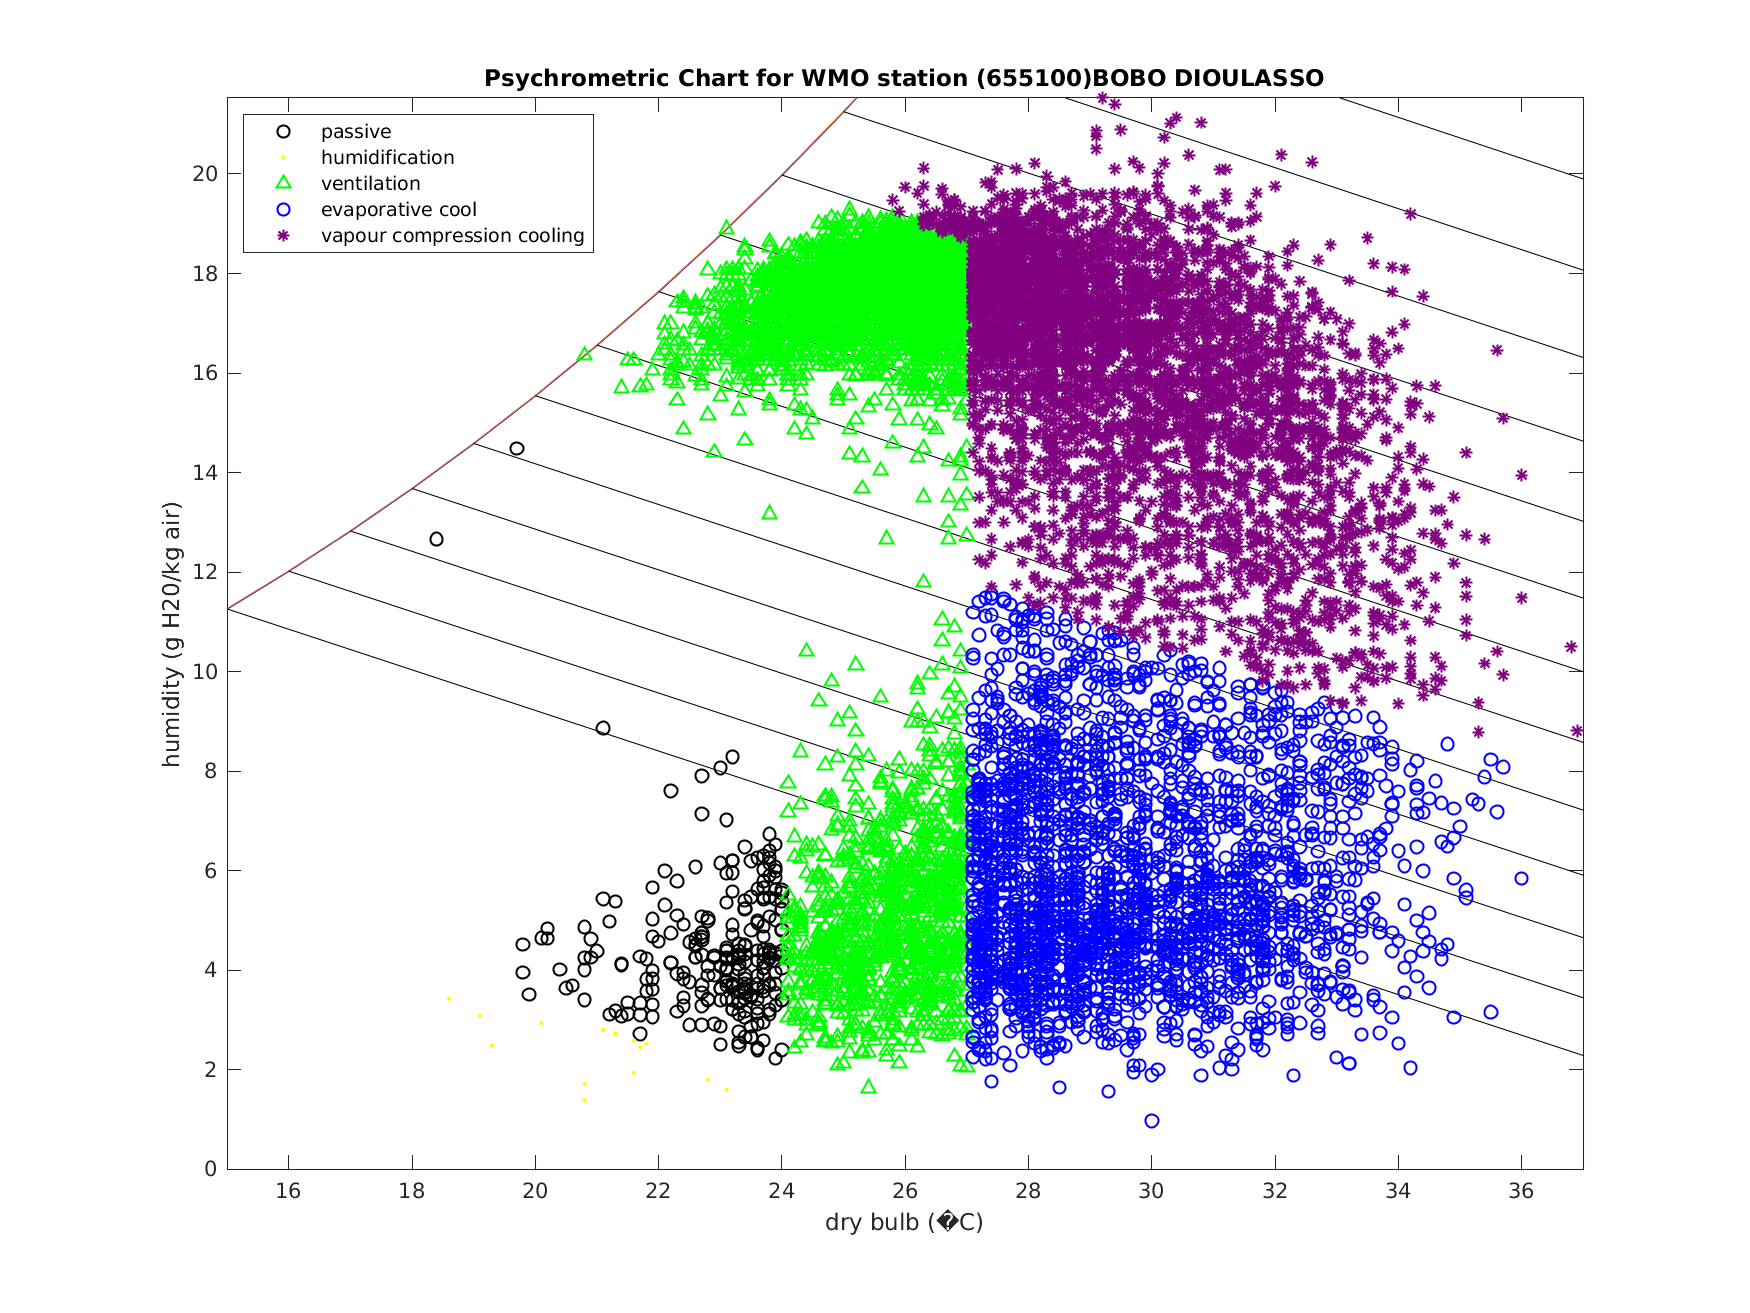 Psychrometric Chart for WMO station (655100)BOBO DIOULASSO
passive
humidification
ventilation
evaporative cool
vapour compression cooling
humidity (g H20/kg air)
20
18
16
14
12
10
8
6
4
2
0
16 18 20 22 24 26 28 30 32 34 36
dry bulb (�C)